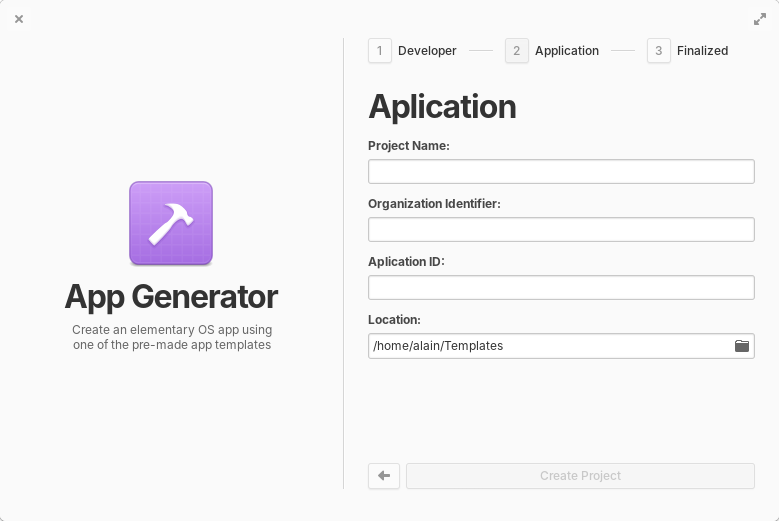 1 Developer 2 Application 3 Finalized
Aplication
Project Name:
Organization Identifier:
Aplication ID:
Location:
/home/alain/Templates
Create Project
App Generator
Create an elementary OS app using
one of the pre-made app templates